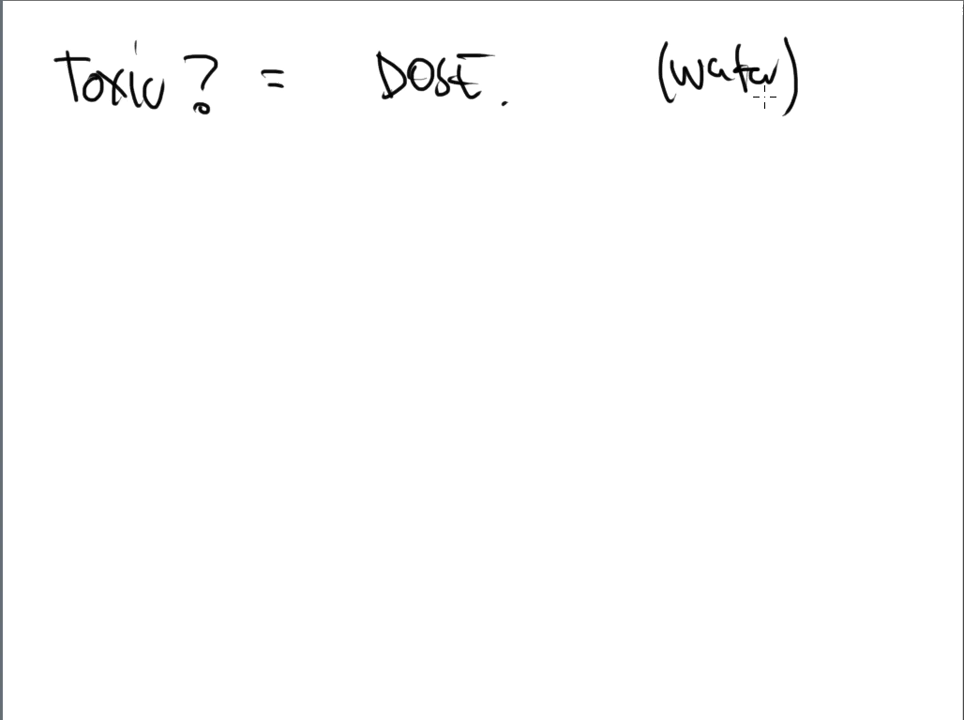 Toxic? = DOSE. (water)